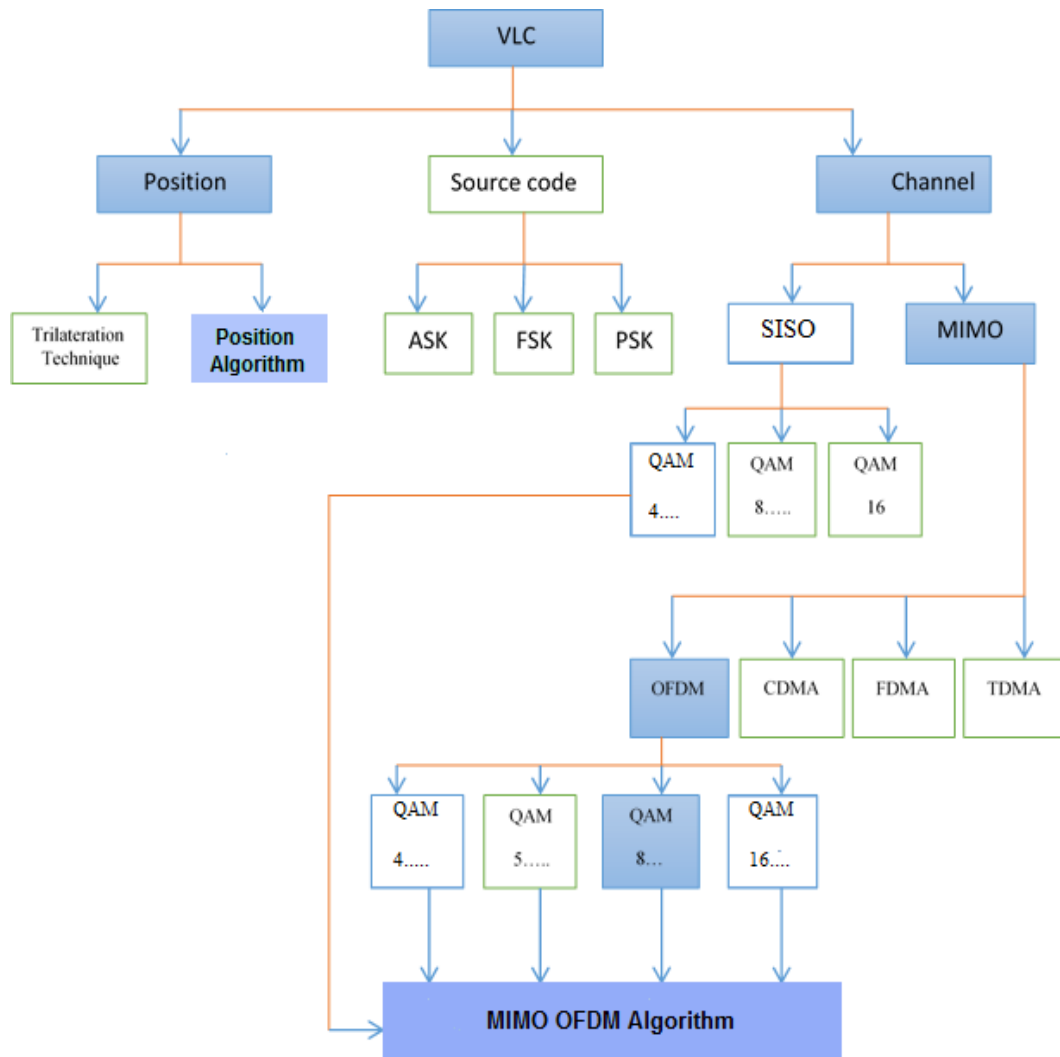 VLC
Position
Source code
Channel
Trilateration
Technique
Position
Algorithm
ASK
FSK
PSK
SISO
MIMO
QAM
4....
QAM
8.....
QAM
16
OFDM
CDMA
FDMA
TDMA
QAM
4.....
QAM
5.....
QAM
8...
QAM
16....
MIMO OFDM Algorithm